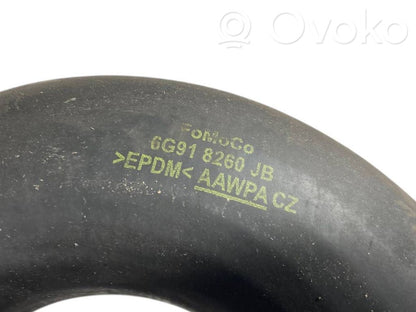 Ovoko
FoMoCo
6G91 8260 JB
>EPDM< AAWPA CZ